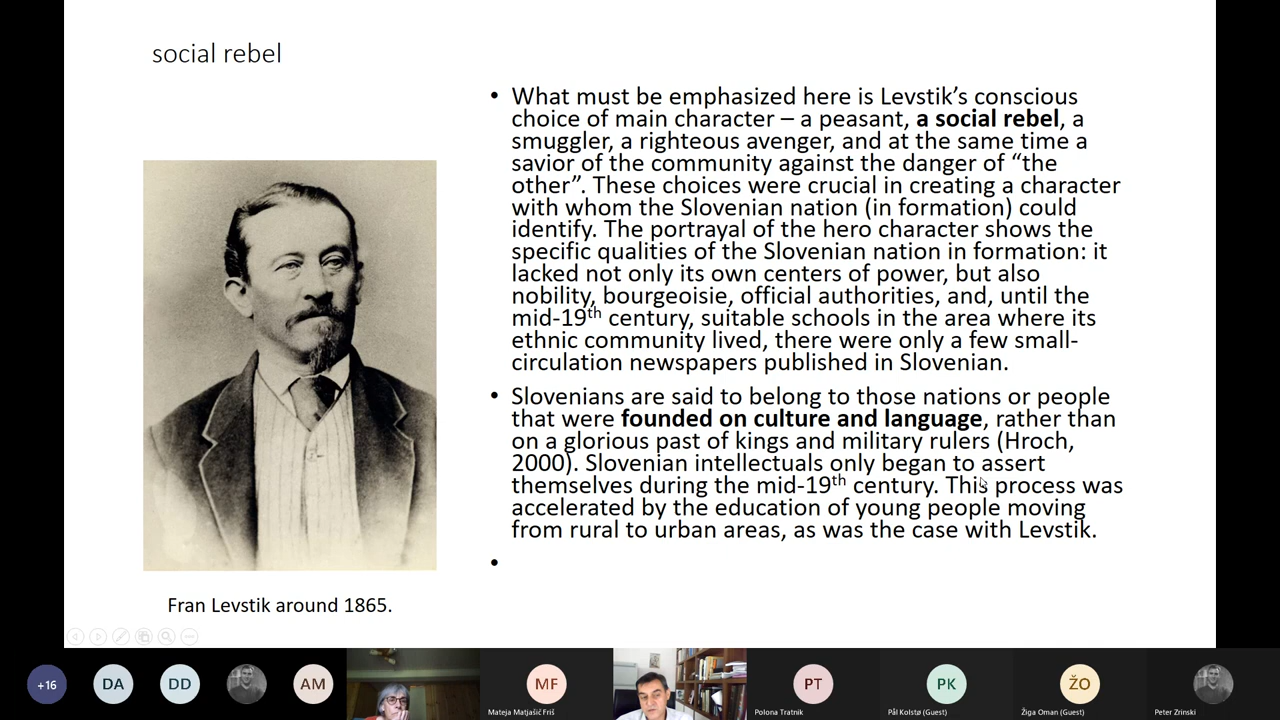 social rebel
• What must be emphasized here is Levstik’s conscious
choice of main character – a peasant, a social rebel, a
smuggler, a righteous avenger, and at the same time a
savior of the community against the danger of “the
other”. These choices were crucial in creating a character
with whom the Slovenian nation (in formation) could
identify. The portrayal of the hero character shows the
specific qualities of the Slovenian nation in formation: it
lacked not only its own centers of power, but also
nobility, bourgeoisie, official authorities, and, until the
mid-19th century, suitable schools in the area where its
ethnic community lived, there were only a few small-
circulation newspapers published in Slovenian.
• Slovenians are said to belong to those nations or people
that were founded on culture and language, rather than
on a glorious past of kings and military rulers (Hroch,
2000). Slovenian intellectuals only began to assert
themselves during the mid-19th century. This process was
accelerated by the education of young people moving
from rural to urban areas, as was the case with Levstik.
•
Fran Levstik around 1865.
+16
DA
DD
AM
MF
PT
PK
ŽO
Mateja Matjašič Friš
Polona Tratnik
Pål Kolstø (Guest)
Žiga Oman (Guest)
Peter Zrinski